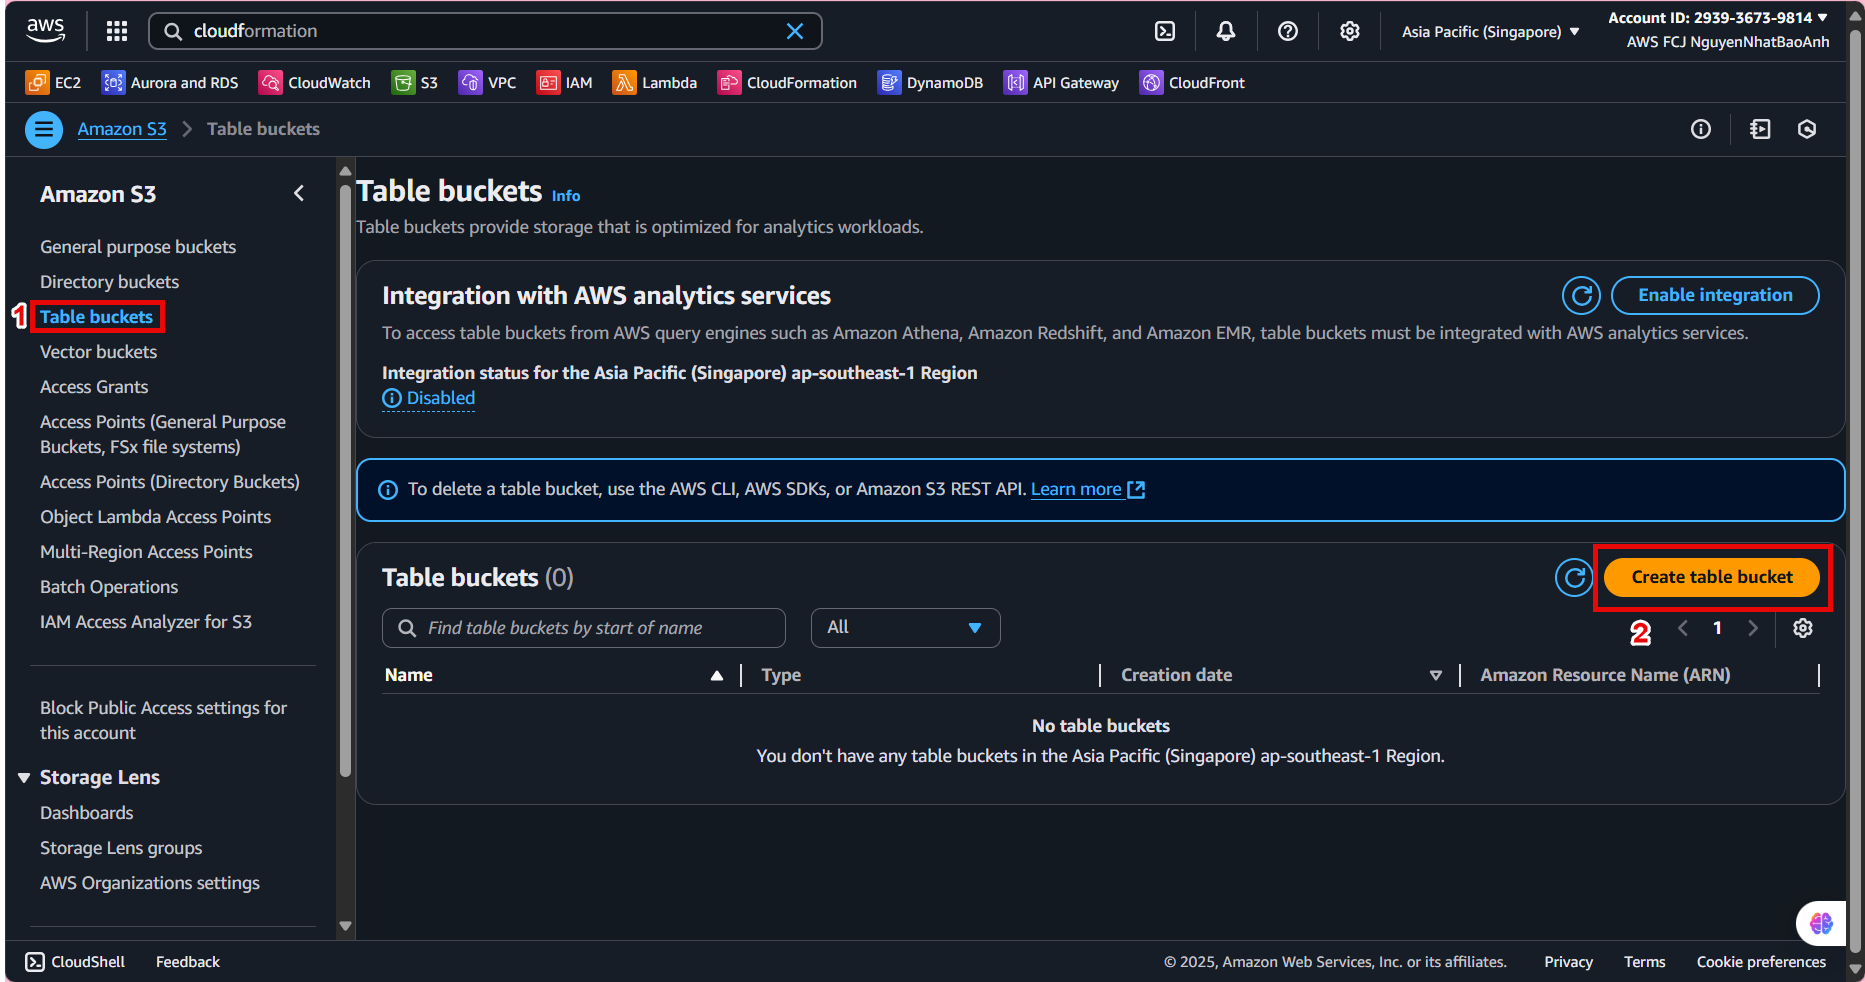 aws
cloudformation
Asia Pacific (Singapore)
Account ID: 2939-3673-9814
AWS FCJ NguyenNhatBaoAnh
EC2
Aurora and RDS
CloudWatch
S3
VPC
IAM
Lambda
CloudFormation
DynamoDB
API Gateway
CloudFront
Amazon S3
Table buckets
Amazon S3
General purpose buckets
Directory buckets
1
Table buckets
Vector buckets
Access Grants
Access Points (General Purpose
Buckets, FSx file systems)
Access Points (Directory Buckets)
Object Lambda Access Points
Multi-Region Access Points
Batch Operations
IAM Access Analyzer for S3
Block Public Access settings for
this account
Storage Lens
Dashboards
Storage Lens groups
AWS Organizations settings
Table buckets Info
Table buckets provide storage that is optimized for analytics workloads.
Integration with AWS analytics services
Enable integration
To access table buckets from AWS query engines such as Amazon Athena, Amazon Redshift, and Amazon EMR, table buckets must be integrated with AWS analytics services.
Integration status for the Asia Pacific (Singapore) ap-southeast-1 Region
Disabled
To delete a table bucket, use the AWS CLI, AWS SDKs, or Amazon S3 REST API. Learn more
Table buckets (0)
Create table bucket
Find table buckets by start of name
All
2
1
Name
Type
Creation date
Amazon Resource Name (ARN)
No table buckets
You don't have any table buckets in the Asia Pacific (Singapore) ap-southeast-1 Region.
CloudShell
Feedback
© 2025, Amazon Web Services, Inc. or its affiliates.
Privacy
Terms
Cookie preferences